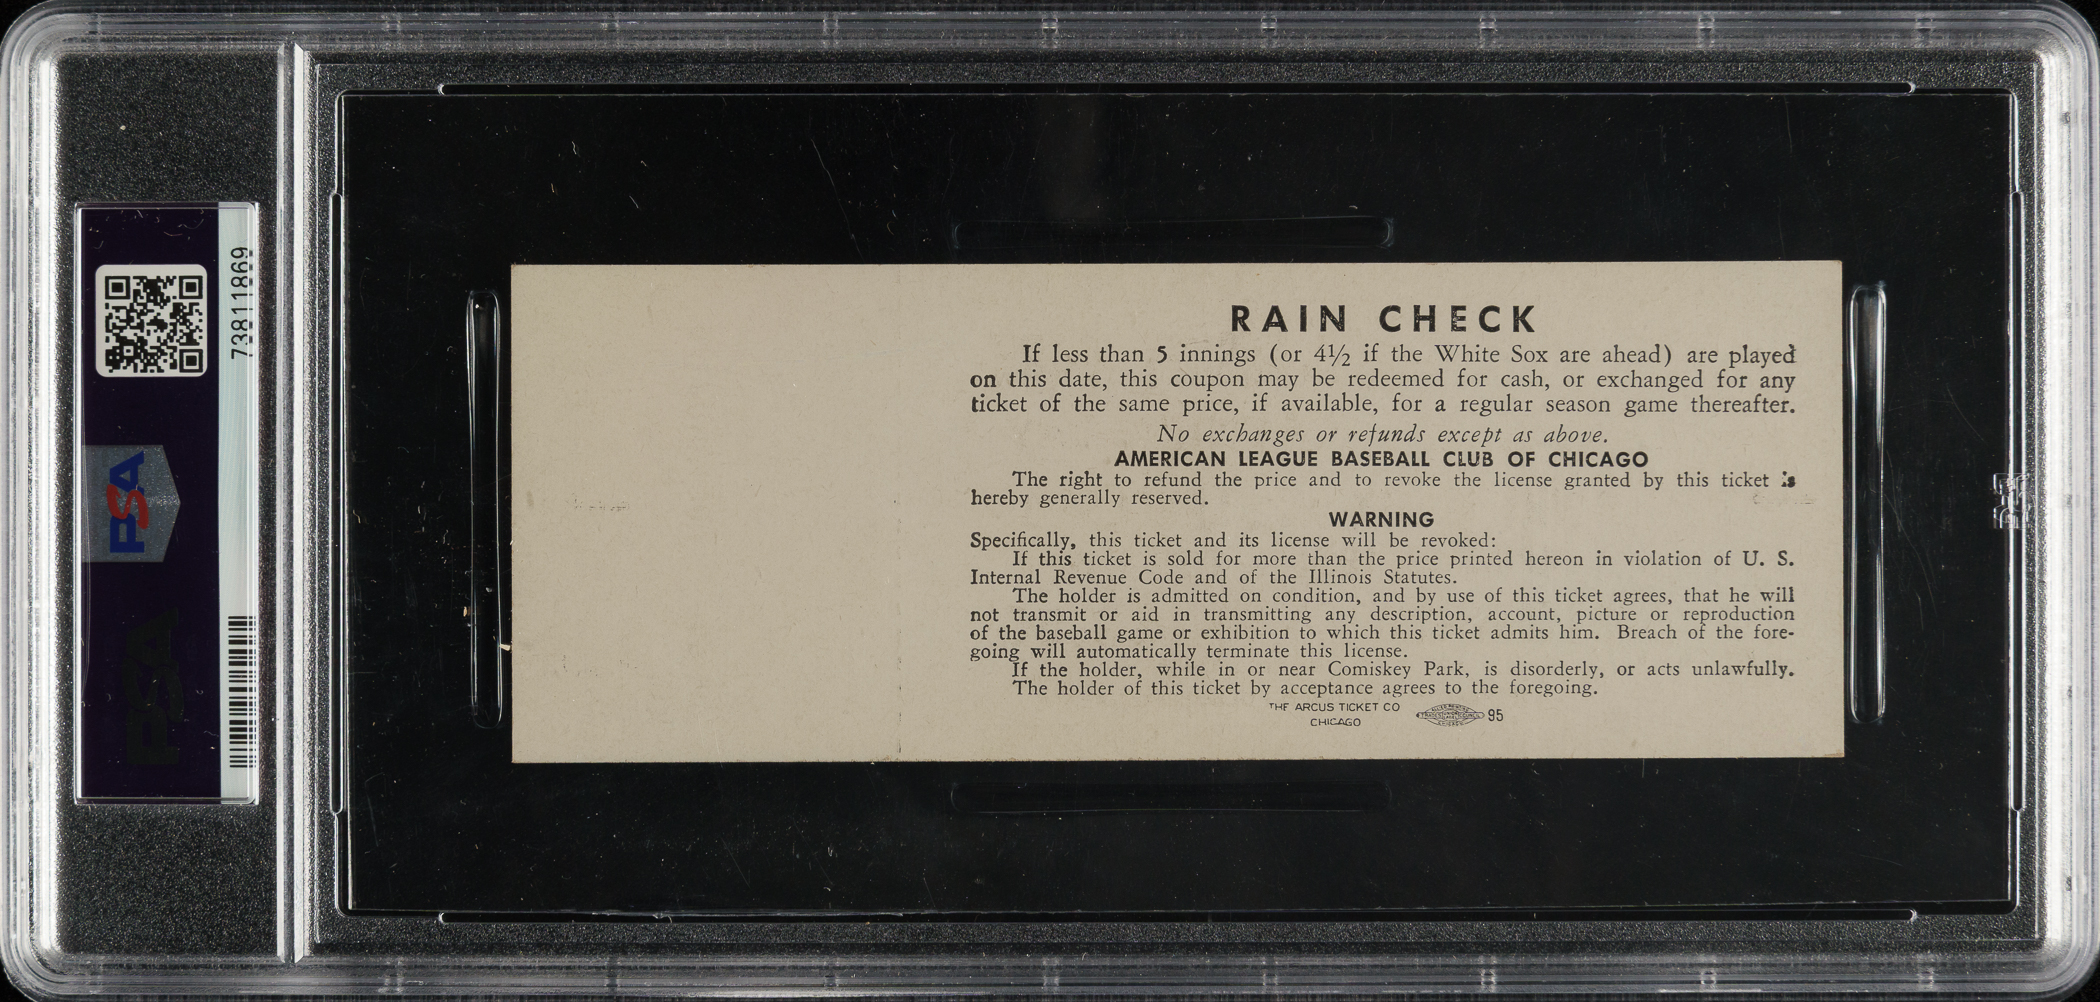 73811869
PSA
PSA
RAIN CHECK
If less than 5 innings (or 4½ if the White Sox are ahead) are played
on this date, this coupon may be redeemed for cash, or exchanged for any
ticket of the same price, if available, for a regular season game thereafter.
No exchanges or refunds except as above.
AMERICAN LEAGUE BASEBALL CLUB OF CHICAGO
The right to refund the price and to revoke the license granted by this ticket is
hereby generally reserved.
WARNING
Specifically, this ticket and its license will be revoked:
If this ticket is sold for more than the price printed hereon in violation of U. S.
Internal Revenue Code and of the Illinois Statutes.
The holder is admitted on condition, and by use of this ticket agrees, that he will
not transmit or aid in transmitting any description, account, picture or reproduction
of the baseball game or exhibition to which this ticket admits him. Breach of the fore-
going will automatically terminate this license.
If the holder, while in or near Comiskey Park, is disorderly, or acts unlawfully.
The holder of this ticket by acceptance agrees to the foregoing.
THE ARCUS TICKET CO
CHICAGO
95